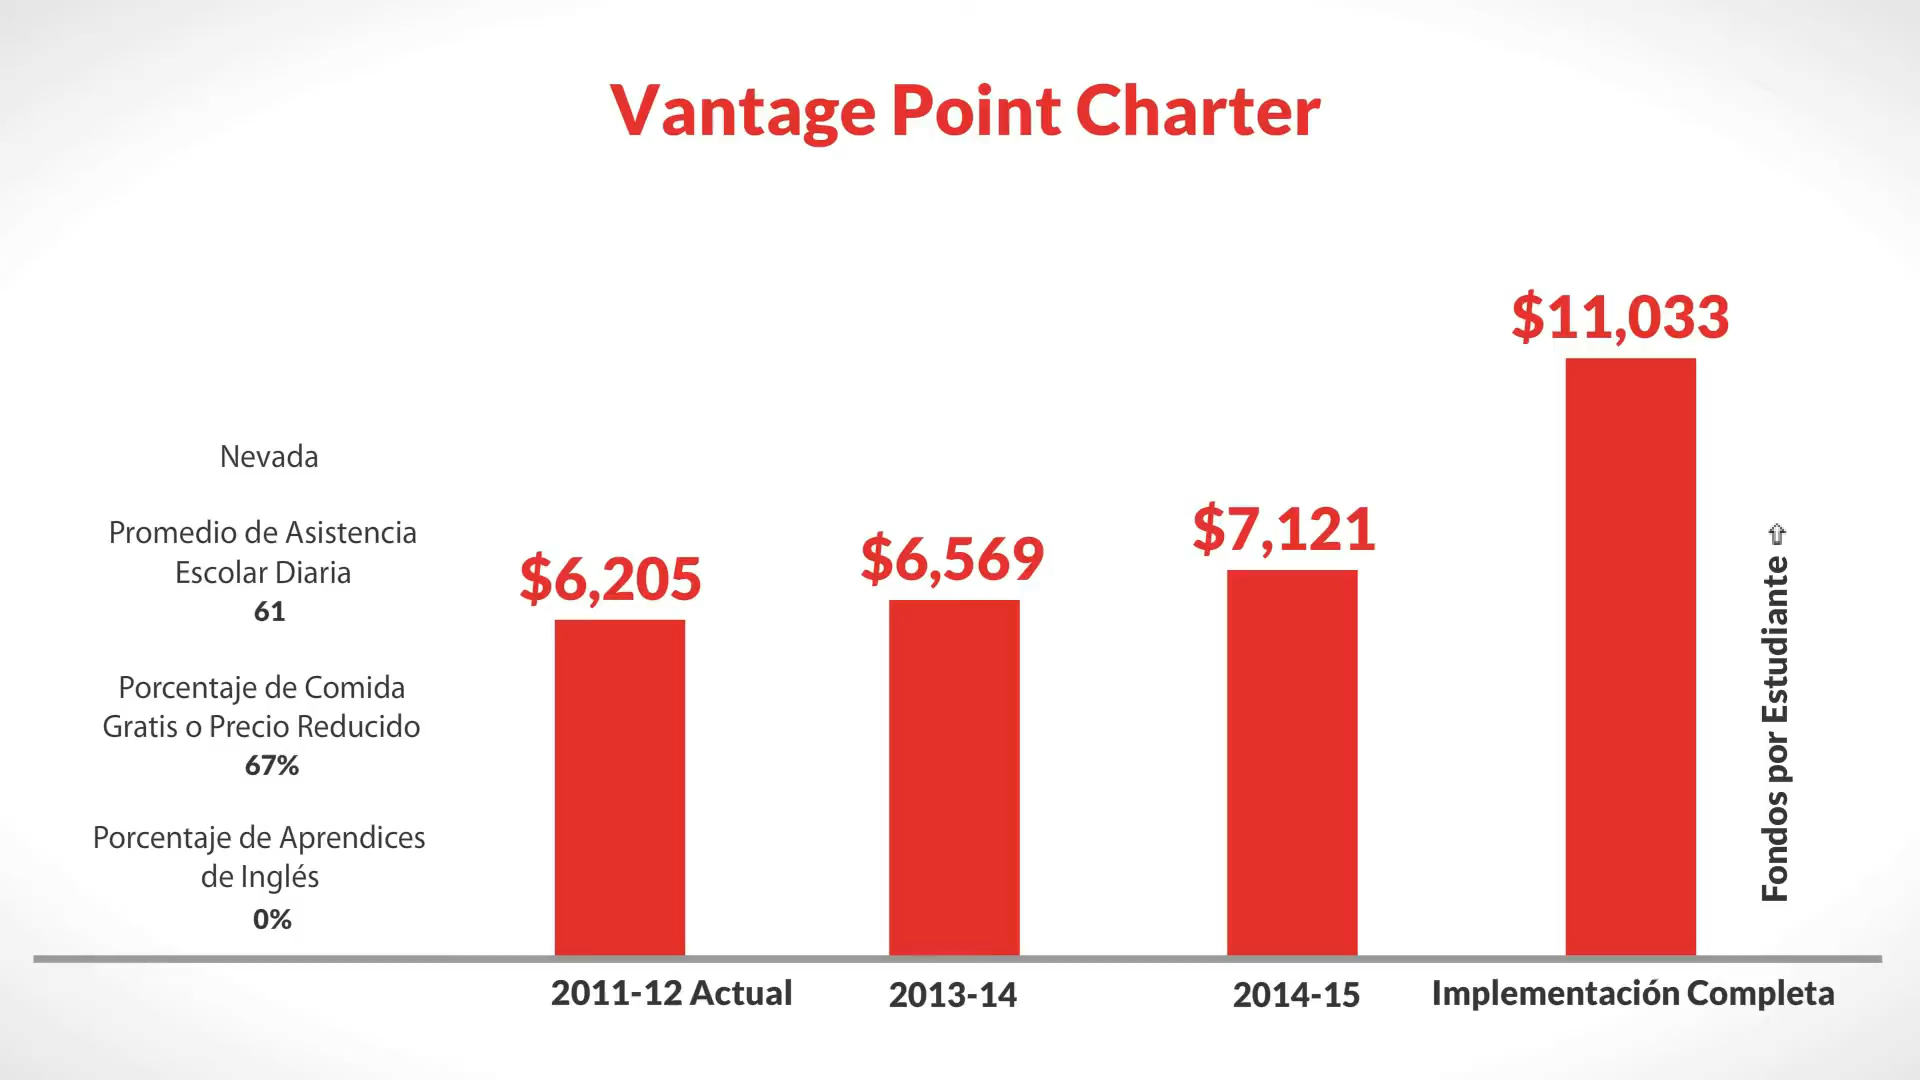 Vantage Point Charter
Nevada
Promedio de Asistencia
Escolar Diaria
61
Porcentaje de Comida
Gratis o Precio Reducido
67%
Porcentaje de Aprendices
de Inglés
0%
$6,205
$6,569
$7,121
$11,033
Fondos por Estudiante ⇧
2011-12 Actual
2013-14
2014-15
Implementación Completa